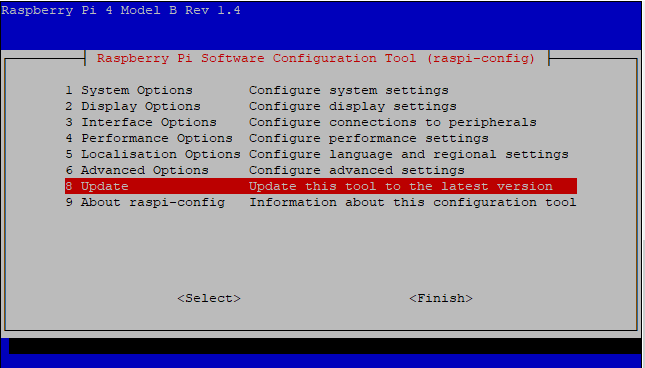 Raspberry Pi 4 Model B Rev 1.4
Raspberry Pi Software Configuration Tool (raspi-config)
1 System Options Configure system settings
2 Display Options Configure display settings
3 Interface Options Configure connections to peripherals
4 Performance Options Configure performance settings
5 Localisation Options Configure language and regional settings
6 Advanced Options Configure advanced settings
8 Update Update this tool to the latest version
9 About raspi-config Information about this configuration tool
<Select> <Finish>